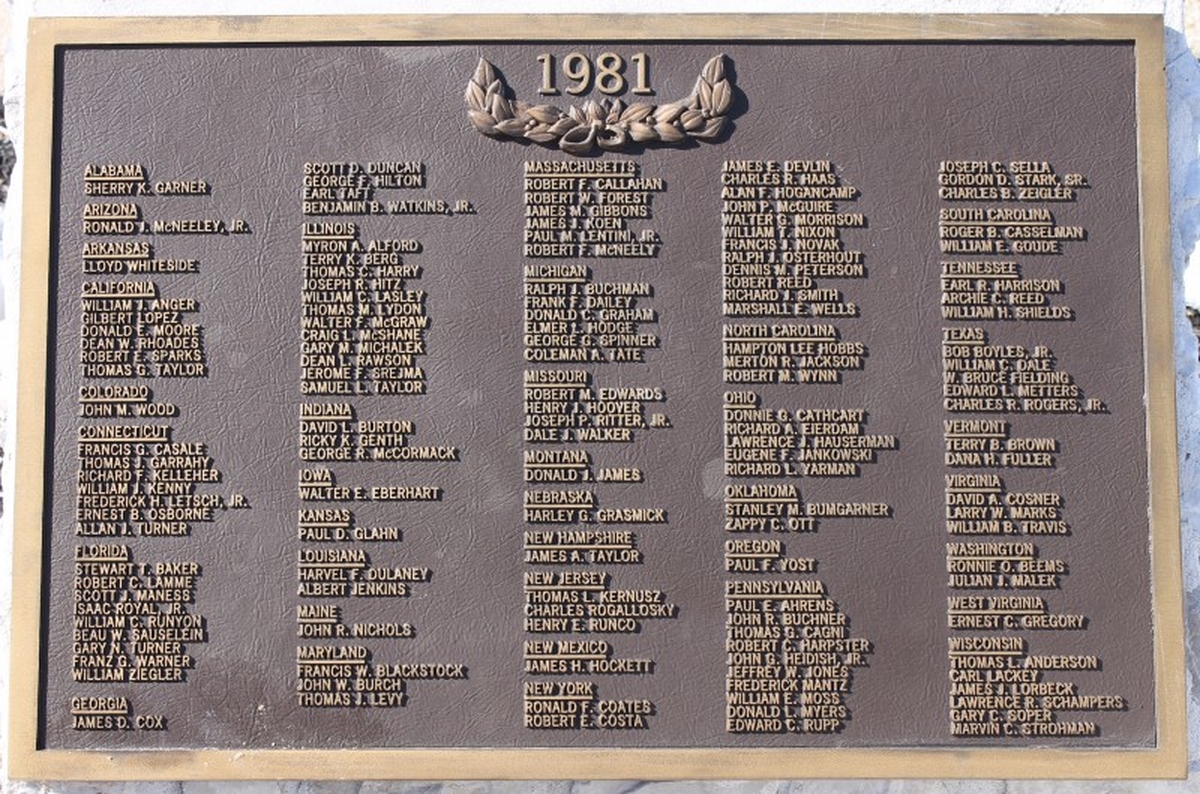 1981
ALABAMA
SHERRY K. GARNER
ARIZONA
RONALD J. McNEELEY, JR.
ARKANSAS
LLOYD WHITESIDE
CALIFORNIA
WILLIAM J. ANGER
GILBERT LOPEZ
DONALD E. MOORE
DEAN W. RHOADES
ROBERT E. SPARKS
THOMAS G. TAYLOR
COLORADO
JOHN M. WOOD
CONNECTICUT
FRANCIS G. CASALE
THOMAS J. GARRAHY
RICHARD F. KELLEHER
WILLIAM J. KENNY
FREDERICK H. LETSCH, JR.
ERNEST B. OSBORNE
ALLAN J. TURNER
FLORIDA
STEWART T. BAKER
ROBERT C. LAMME
SCOTT J. MANESS
ISAAC ROYAL, JR.
WILLIAM C. RUNYON
BEAU W. SAUSELEIN
GARY N. TURNER
FRANZ G. WARNER
WILLIAM ZIEGLER
GEORGIA
JAMES D. COX
SCOTT D. DUNCAN
GEORGE F. HILTON
EARL TAFT
BENJAMIN B. WATKINS, JR.
ILLINOIS
MYRON A. ALFORD
TERRY K. BERG
THOMAS C. HARRY
JOSEPH R. HITZ
WILLIAM C. LASLEY
THOMAS M. LYDON
WALTER F. McGRAW
CRAIG L. McSHANE
GARY M. MICHALEK
DEAN L. RAWSON
JEROME F. SREJMA
SAMUEL L. TAYLOR
INDIANA
DAVID L. BURTON
RICKY K. GENTH
GEORGE R. McCORMACK
IOWA
WALTER E. EBERHART
KANSAS
PAUL D. GLAHN
LOUISIANA
HARVEL F. DULANEY
ALBERT JENKINS
MAINE
JOHN R. NICHOLS
MARYLAND
FRANCIS W. BLACKSTOCK
JOHN W. BURCH
THOMAS J. LEVY
MASSACHUSETTS
ROBERT F. CALLAHAN
ROBERT W. FOREST
JAMES M. GIBBONS
JAMES J. KOEN
PAUL M. LENTINI, JR.
ROBERT F. McNEELY
MICHIGAN
RALPH J. BUCHMAN
FRANK F. DAILEY
DONALD C. GRAHAM
ELMER L. HODGE
GEORGE G. SPINNER
COLEMAN A. TATE
MISSOURI
ROBERT M. EDWARDS
HENRY J. HOOVER
JOSEPH P. RITTER, JR.
DALE J. WALKER
MONTANA
DONALD J. JAMES
NEBRASKA
HARLEY G. GRASMICK
NEW HAMPSHIRE
JAMES A. TAYLOR
NEW JERSEY
THOMAS L. KERNUSZ
CHARLES ROGALLOSKY
HENRY E. RUNCO
NEW MEXICO
JAMES H. HOCKETT
NEW YORK
RONALD F. COATES
ROBERT E. COSTA
JAMES E. DEVLIN
CHARLES R. HAAS
ALAN F. HOGANCAMP
JOHN P. McGUIRE
WALTER G. MORRISON
WILLIAM T. NIXON
FRANCIS J. NOVAK
RALPH J. OSTERHOUT
DENNIS M. PETERSON
ROBERT REED
RICHARD J. SMITH
MARSHALL E. WELLS
NORTH CAROLINA
HAMPTON LEE HOBBS
MERTON R. JACKSON
ROBERT M. WYNN
OHIO
DONNIE G. CATHCART
RICHARD A. EIERDAM
LAWRENCE J. HAUSERMAN
EUGENE F. JANKOWSKI
RICHARD L. YARMAN
OKLAHOMA
STANLEY M. BUMGARNER
ZAPPY C. OTT
OREGON
PAUL F. YOST
PENNSYLVANIA
PAUL E. AHRENS
JOHN R. BUCHNER
THOMAS G. CAGNI
ROBERT C. HARPSTER
JOHN G. HEIDISH, JR.
JEFFREY W. JONES
FREDERICK MANTZ
WILLIAM E. MOSS
DONALD L. MYERS
EDWARD C. RUPP
JOSEPH C. SELLA
GORDON D. STARK, SR.
CHARLES B. ZEIGLER
SOUTH CAROLINA
ROGER B. CASSELMAN
WILLIAM E. GOUDE
TENNESSEE
EARL R. HARRISON
ARCHIE C. REED
WILLIAM H. SHIELDS
TEXAS
BOB BOYLES, JR.
WILLIAM C. DALE
W. BRUCE FIELDING
EDWARD L. METTERS
CHARLES R. ROGERS, JR.
VERMONT
TERRY B. BROWN
DANA H. FULLER
VIRGINIA
DAVID A. COSNER
LARRY W. MARKS
WILLIAM B. TRAVIS
WASHINGTON
RONNIE O. BEEMS
JULIAN J. MALEK
WEST VIRGINIA
ERNEST C. GREGORY
WISCONSIN
THOMAS L. ANDERSON
CARL LACKEY
JAMES J. LORBECK
LAWRENCE R. SCHAMPERS
GARY C. SOPER
MARVIN C. STROHMAN